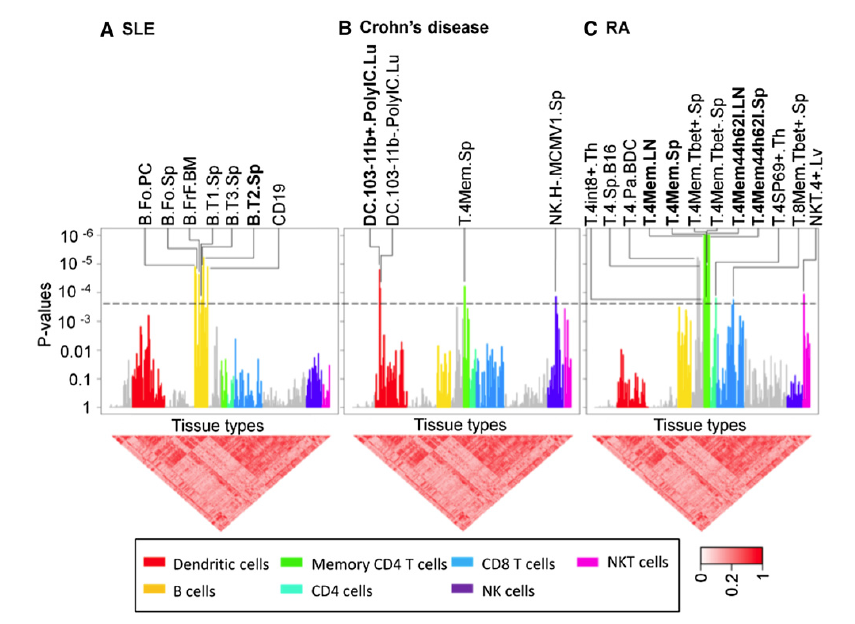 A SLE
B Crohn's disease
C RA
B.Fo.PC
B.Fo.Sp
B.FrF.BM
B.T1.Sp
B.T3.Sp
B.T2.Sp
CD19
DC.103-11b+.PolyIC.Lu
DC.103-11b-.PolyIC.Lu
T.4Mem.Sp
NK.H-.MCMV1.Sp
T.4int8+.Th
T.4.Sp.B16
T.4.Pa.BDC
T.4Mem.LN
T.4Mem.Sp
T.4Mem.Tbet+.Sp
T.4Mem.Tbet-.Sp
T.4Mem44h62l.LN
T.4Mem44h62l.Sp
T.4SP69+.Th
T.8Mem.Tbet+.Sp
NKT.4+.Lv
P-values
10 -6
10 -5
10 -4
10 -3
0.01
0.1
1
Tissue types
Tissue types
Tissue types
Dendritic cells
Memory CD4 T cells
CD8 T cells
NKT cells
B cells
CD4 cells
NK cells
0
0.2
1